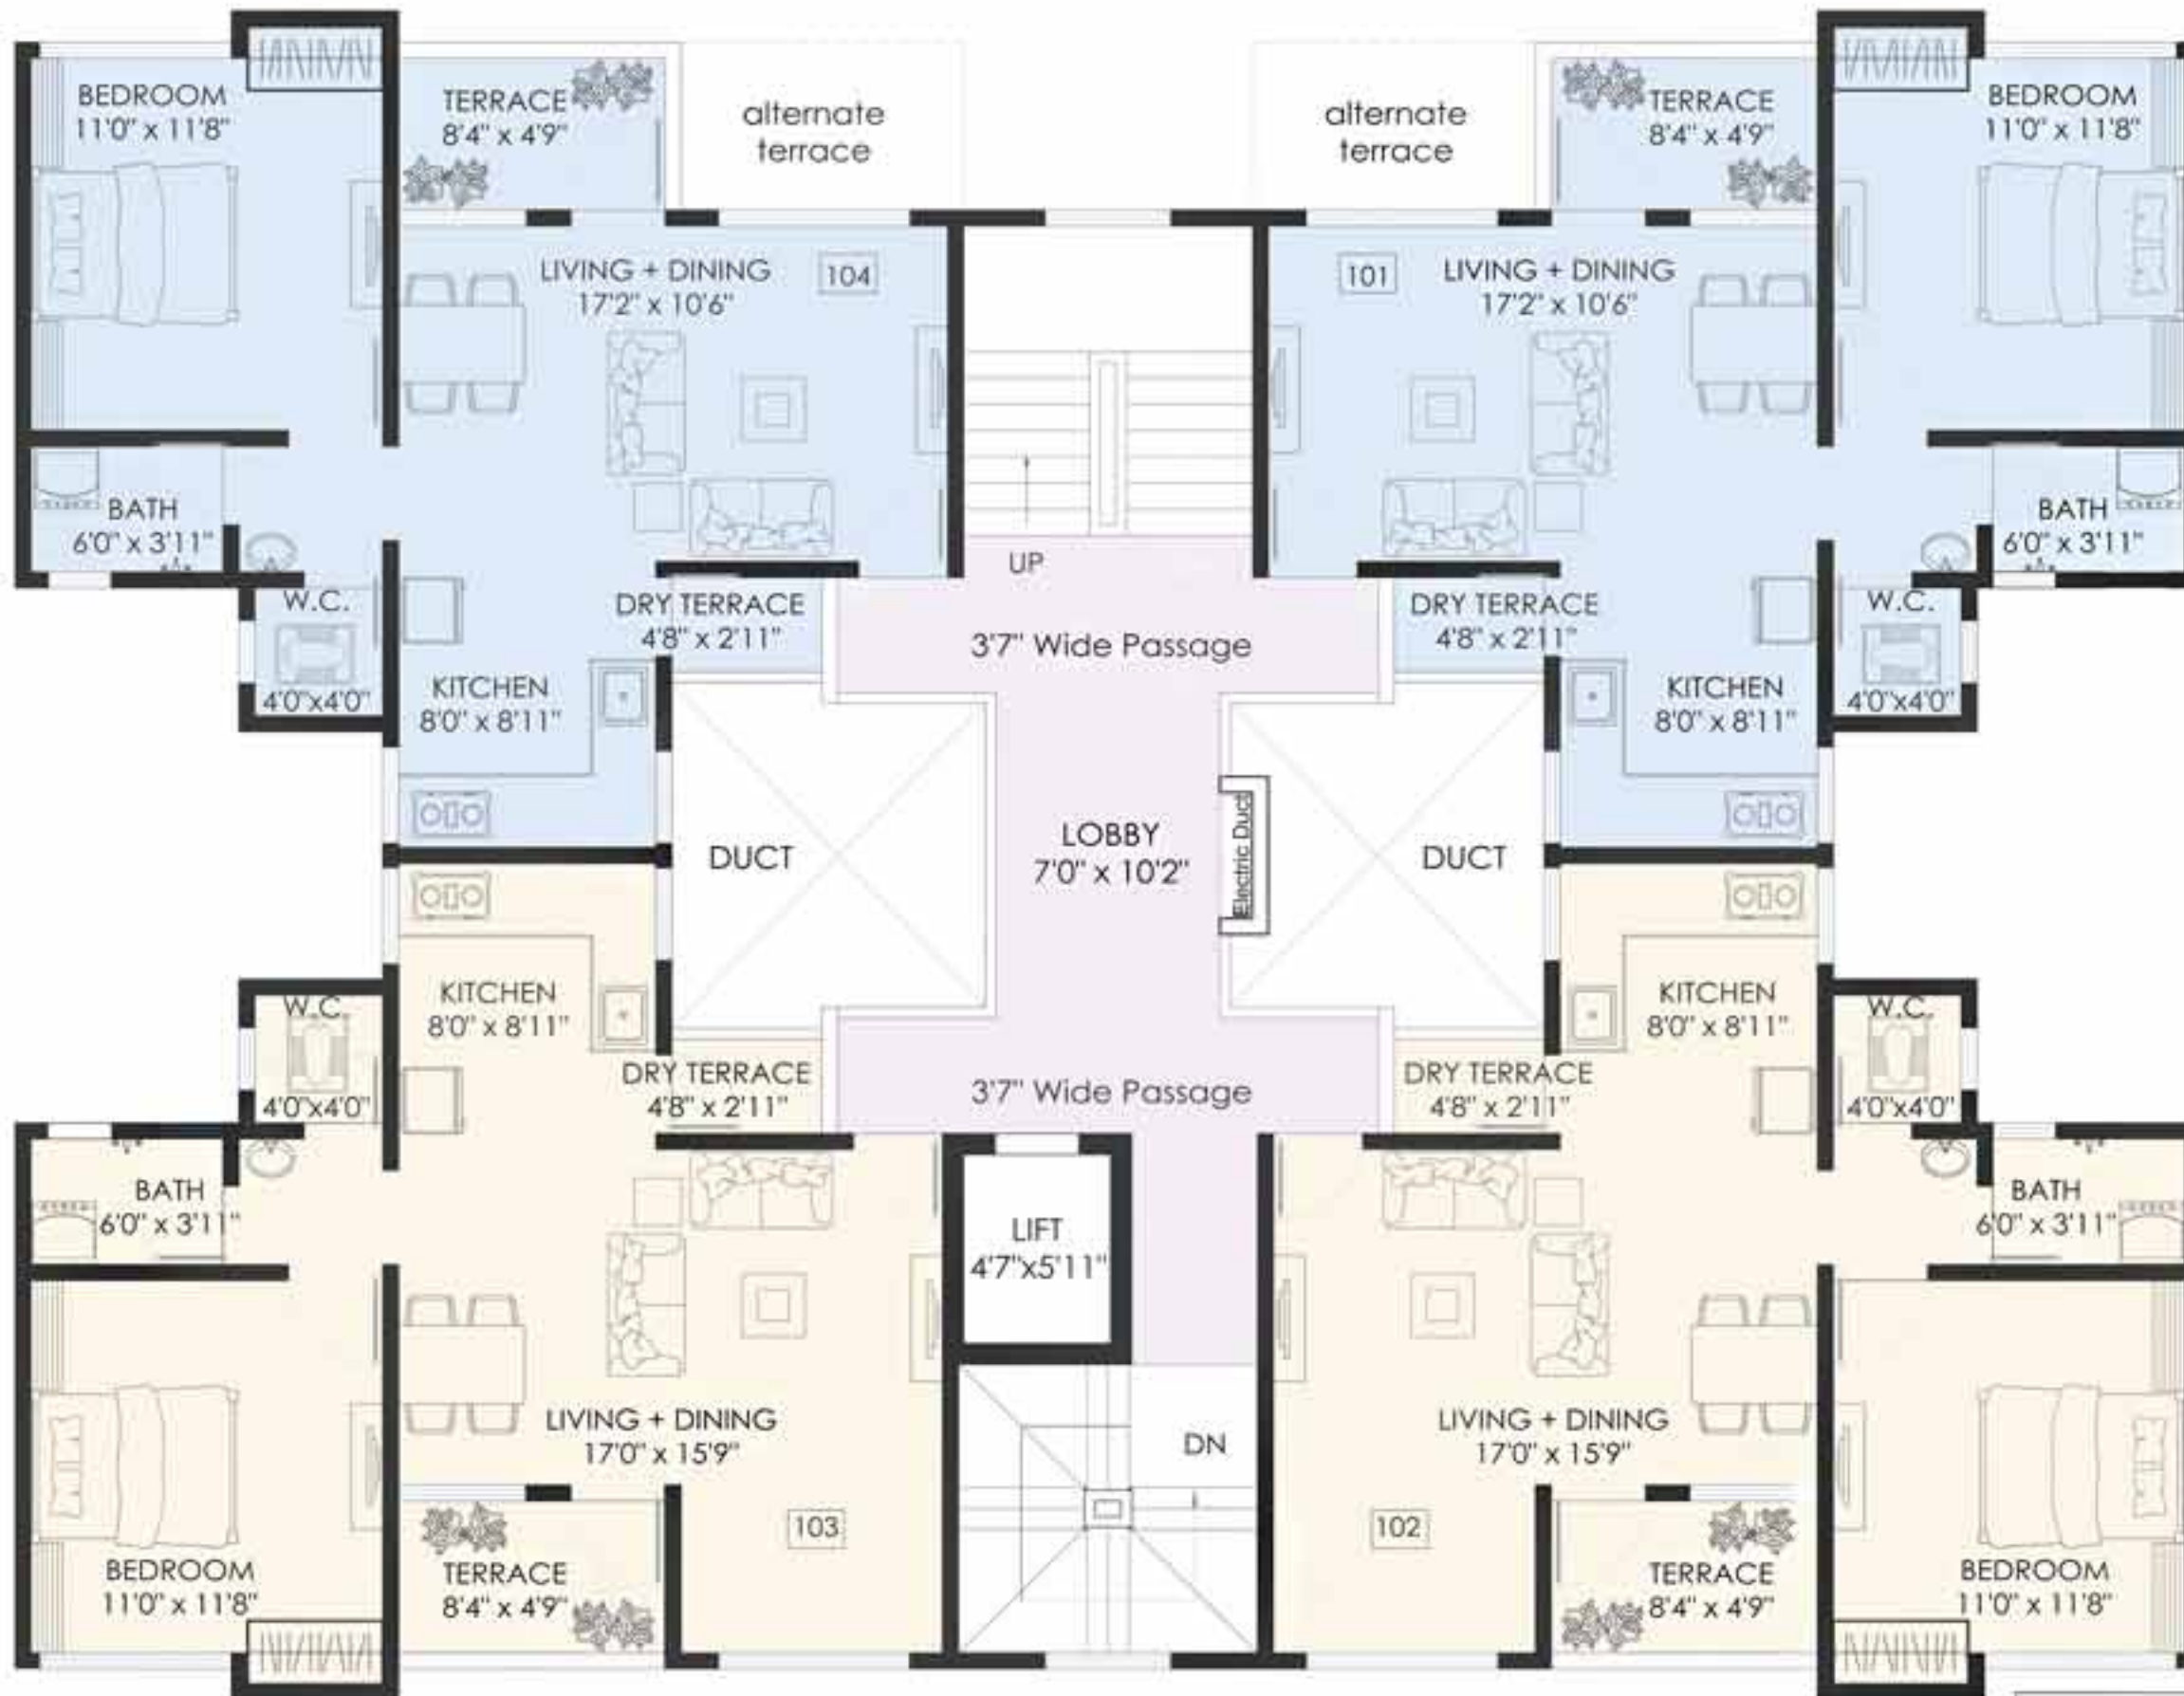 BEDROOM
11'0" x 11'8"
TERRACE
8'4" x 4'9"
alternate
terrace
alternate
terrace
TERRACE
8'4" x 4'9"
BEDROOM
11'0" x 11'8"
LIVING + DINING
17'2" x 10'6"
104
101
LIVING + DINING
17'2" x 10'6"
BATH
6'0" x 3'11"
BATH
6'0" x 3'11"
UP
W.C.
4'0"x4'0"
DRY TERRACE
4'8" x 2'11"
3'7" Wide Passage
DRY TERRACE
4'8" x 2'11"
W.C.
4'0"x4'0"
KITCHEN
8'0" x 8'11"
KITCHEN
8'0" x 8'11"
DUCT
LOBBY
7'0" x 10'2"
Electric Duct
DUCT
W.C.
4'0"x4'0"
KITCHEN
8'0" x 8'11"
KITCHEN
8'0" x 8'11"
W.C.
4'0"x4'0"
DRY TERRACE
4'8" x 2'11"
3'7" Wide Passage
DRY TERRACE
4'8" x 2'11"
BATH
6'0" x 3'11"
LIFT
4'7"x5'11"
BATH
6'0" x 3'11"
LIVING + DINING
17'0" x 15'9"
DN
LIVING + DINING
17'0" x 15'9"
103
102
BEDROOM
11'0" x 11'8"
TERRACE
8'4" x 4'9"
TERRACE
8'4" x 4'9"
BEDROOM
11'0" x 11'8"